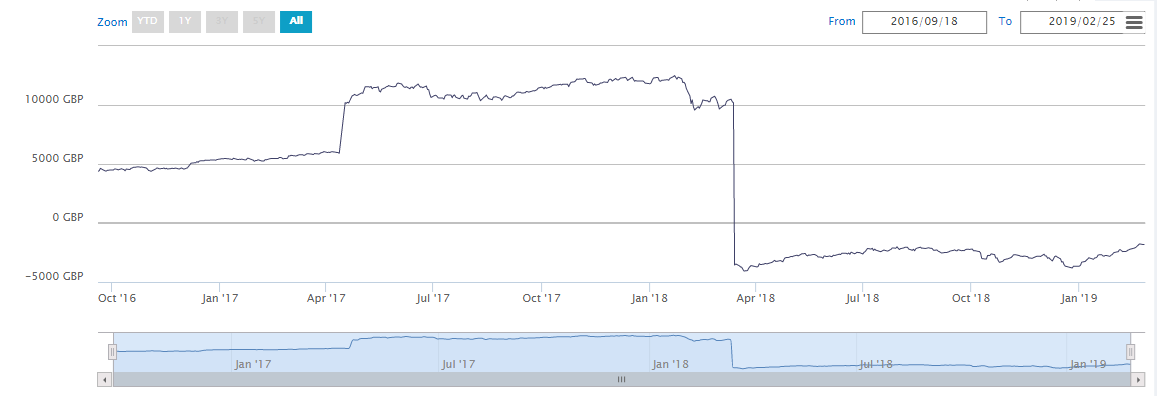 Zoom YTD 1Y 3Y 5Y All From 2016/09/18 To 2019/02/25
10000 GBP
5000 GBP
0 GBP
-5000 GBP
Oct '16 Jan '17 Apr '17 Jul '17 Oct '17 Jan '18 Apr '18 Jul '18 Oct '18 Jan '19
Jan '17 Jul '17 Jan '18 Jul '18 Jan '19